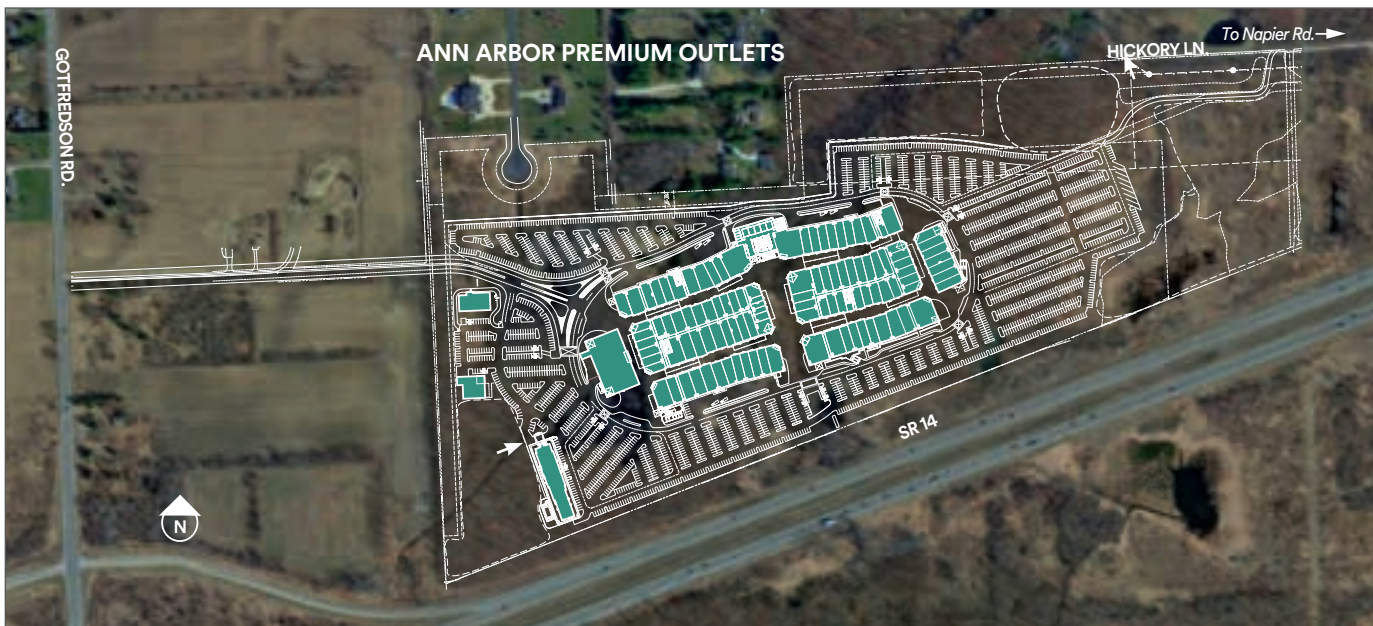 To Napier Rd.
ANN ARBOR PREMIUM OUTLETS
HICKORY LN.
GOTFREDSON RD.
SR 14
N